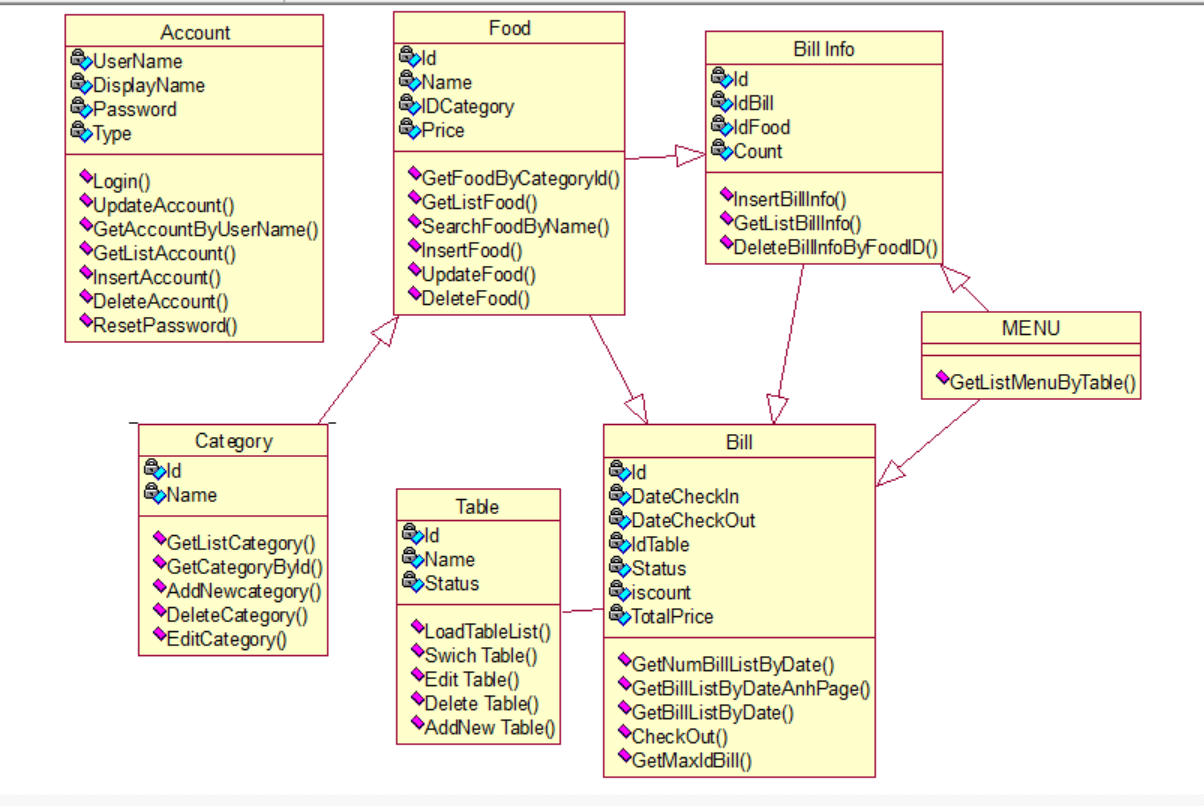 Account
UserName
DisplayName
Password
Type
Login()
UpdateAccount()
GetAccountByUserName()
GetListAccount()
InsertAccount()
DeleteAccount()
ResetPassword()
Food
Id
Name
IDCategory
Price
GetFoodByCategoryId()
GetListFood()
SearchFoodByName()
InsertFood()
UpdateFood()
DeleteFood()
Bill Info
Id
IdBill
IdFood
Count
InsertBillInfo()
GetListBillInfo()
DeleteBillInfoByFoodID()
MENU
GetListMenuByTable()
Category
Id
Name
GetListCategory()
GetCategoryById()
AddNewcategory()
DeleteCategory()
EditCategory()
Table
Id
Name
Status
LoadTableList()
Swich Table()
Edit Table()
Delete Table()
AddNew Table()
Bill
Id
DateCheckIn
DateCheckOut
IdTable
Status
iscount
TotalPrice
GetNumBillListByDate()
GetBillListByDateAnhPage()
GetBillListByDate()
CheckOut()
GetMaxIdBill()